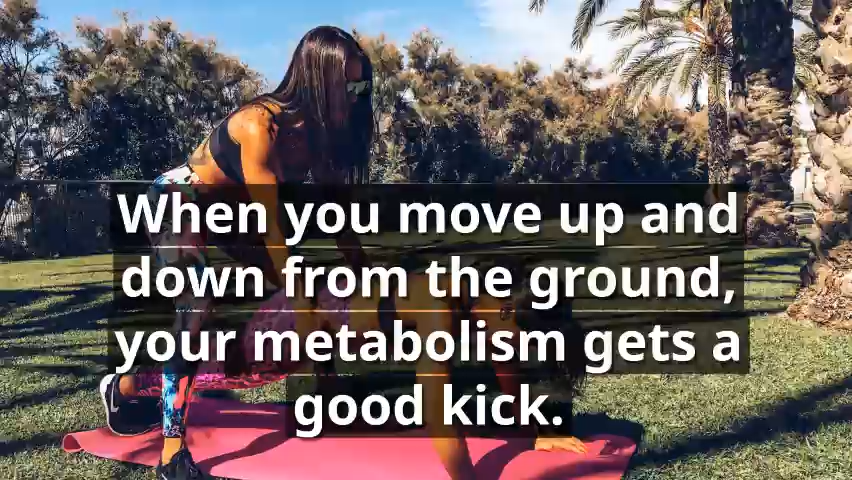 When you move up and
down from the ground,
your metabolism gets a
good kick.